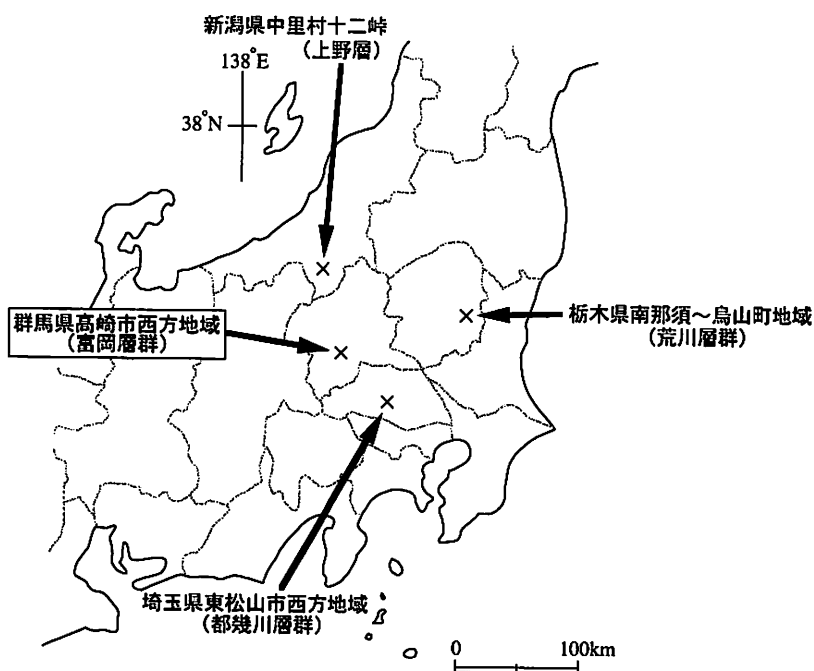 新潟県中里村十二峠
（上野層）
138°E
38°N
群馬県高崎市西方地域
（富岡層群）
栃木県南那須～烏山町地域
（荒川層群）
埼玉県東松山市西方地域
（都幾川層群）
0 100km